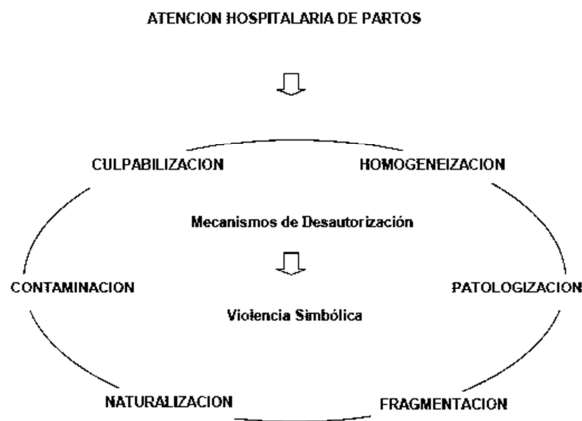 ATENCION HOSPITALARIA DE PARTOS
CULPABILIZACION
HOMOGENEIZACION
Mecanismos de Desautorización
CONTAMINACION
PATOLOGIZACION
Violencia Simbólica
NATURALIZACION
FRAGMENTACION